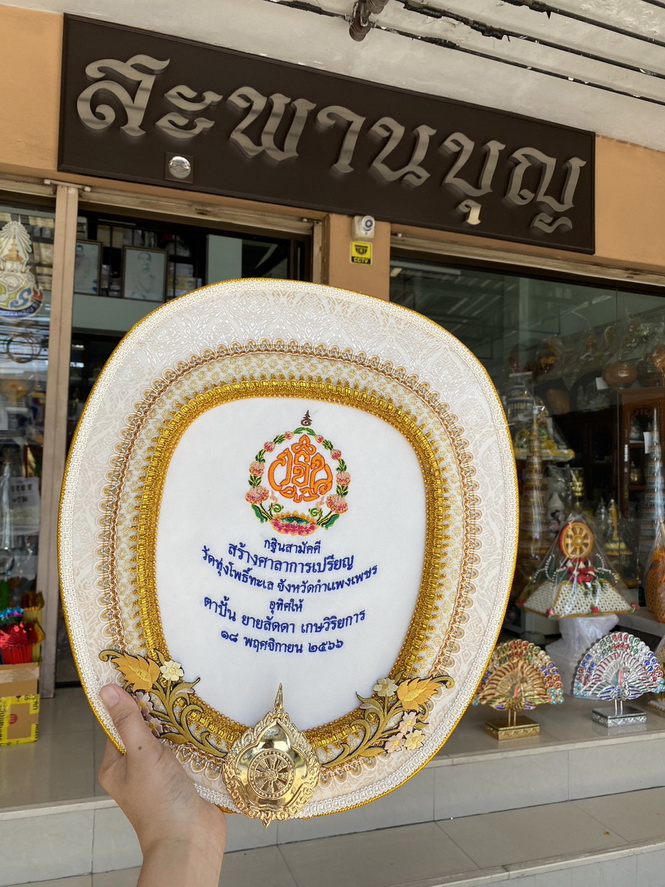 สะพานบุญ
CCTV
กฐินสามัคคี
สร้างศาลาการเปรียญ
วัดทุ่งโพธิ์ทะเล จังหวัดกำแพงเพชร
อุทิศให้
ตาปั้น ยายลัดดา เกษวิริยการ
๑๘ พฤศจิกายน ๒๕๖๖